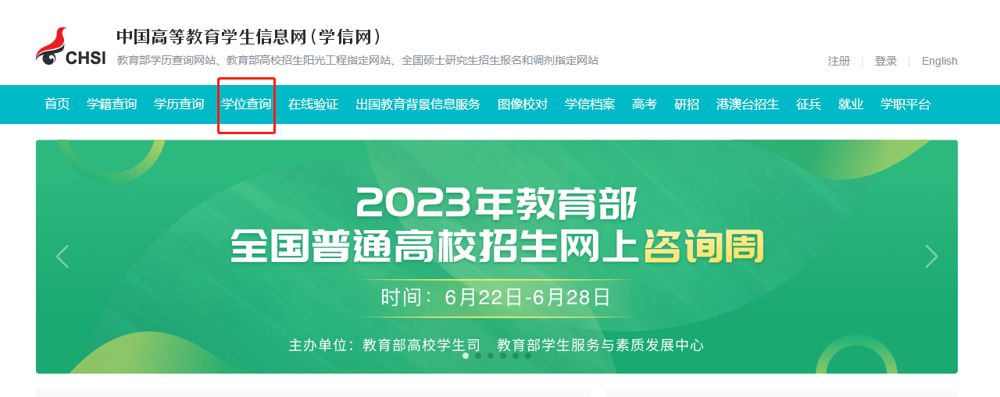 中国高等教育学生信息网(学信网)
CHSI
教育部学历查询网站、教育部高校招生阳光工程指定网站、全国硕士研究生招生报名和调剂指定网站
注册 | 登录 | English
首页 学籍查询 学历查询 学位查询 在线验证 出国教育背景信息服务 图像校对 学信档案 高考 研招 港澳台招生 征兵 就业 学职平台
2023年教育部
全国普通高校招生网上咨询周
时间：6月22日-6月28日
主办单位：教育部高校学生司 教育部学生服务与素质发展中心